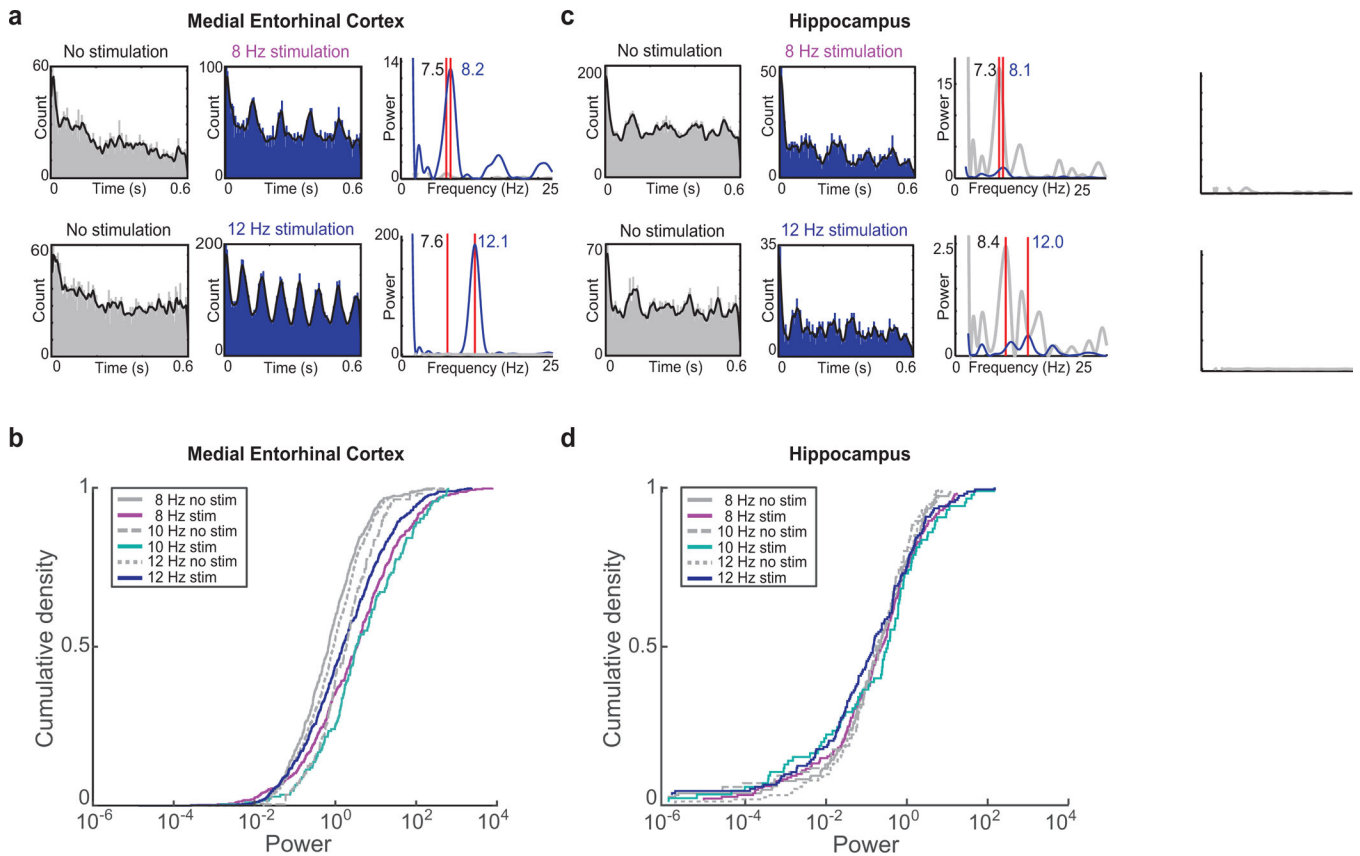 a
Medial Entorhinal Cortex
No stimulation
8 Hz stimulation
60
Count
0
0
Time (s)
0.6
100
Count
0
0
Time (s)
0.6
14
Power
0
7.5
8.2
0
Frequency (Hz)
25
No stimulation
12 Hz stimulation
60
Count
0
0
Time (s)
0.6
200
Count
0
0
Time (s)
0.6
200
Power
0
7.6
12.1
0
Frequency (Hz)
25
c
Hippocampus
No stimulation
8 Hz stimulation
200
Count
0
0
Time (s)
0.6
50
Count
0
0
Time (s)
0.6
15
Power
0
7.3
8.1
0
Frequency (Hz)
25
No stimulation
12 Hz stimulation
70
Count
0
0
Time (s)
0.6
35
Count
0
0
Time (s)
0.6
2.5
Power
0
8.4
12.0
0
Frequency (Hz)
25
b
Medial Entorhinal Cortex
8 Hz no stim
8 Hz stim
10 Hz no stim
10 Hz stim
12 Hz no stim
12 Hz stim
Cumulative density
1
0.5
0
10⁻⁶ 10⁻⁴ 10⁻² 10⁰ 10² 10⁴
Power
d
Hippocampus
8 Hz no stim
8 Hz stim
10 Hz no stim
10 Hz stim
12 Hz no stim
12 Hz stim
Cumulative density
1
0.5
0
10⁻⁶ 10⁻⁴ 10⁻² 10⁰ 10² 10⁴
Power